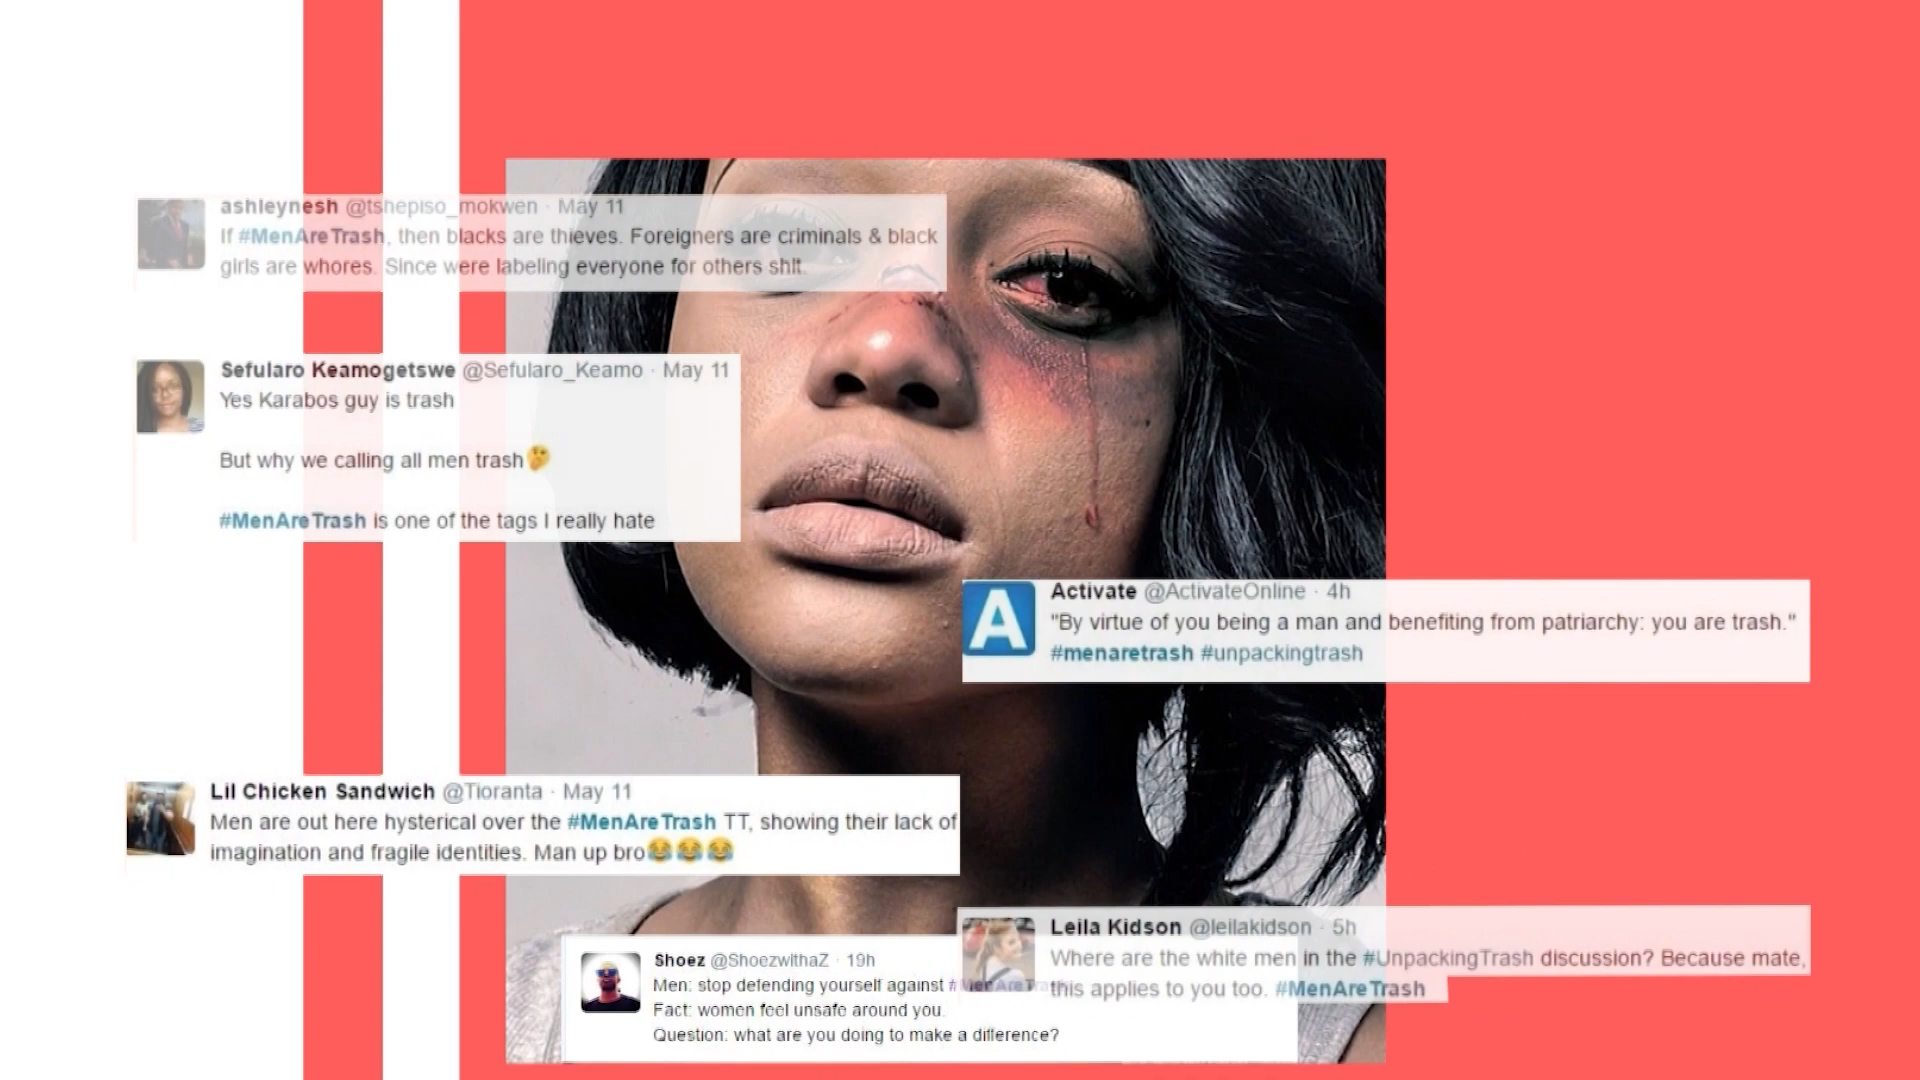 ashleynesh @tshepiso_mokwen · May 11
If #MenAreTrash, then blacks are thieves. Foreigners are criminals & black
girls are whores. Since were labeling everyone for others shit.
Sefularo Keamogetswe @Sefularo_Keamo · May 11
Yes Karabos guy is trash
But why we calling all men trash🤔
#MenAreTrash is one of the tags I really hate
A
Activate @ActivateOnline · 4h
"By virtue of you being a man and benefiting from patriarchy: you are trash."
#menaretrash #unpackingtrash
Lil Chicken Sandwich @Tioranta · May 11
Men are out here hysterical over the #MenAreTrash TT, showing their lack of
imagination and fragile identities. Man up bro😂😂😂
Leila Kidson @leilakidson · 5h
Where are the white men in the #UnpackingTrash discussion? Because mate,
this applies to you too. #MenAreTrash
Shoez @ShoezwithaZ · 19h
Men: stop defending yourself against #MenAreTra
Fact: women feel unsafe around you.
Question: what are you doing to make a difference?